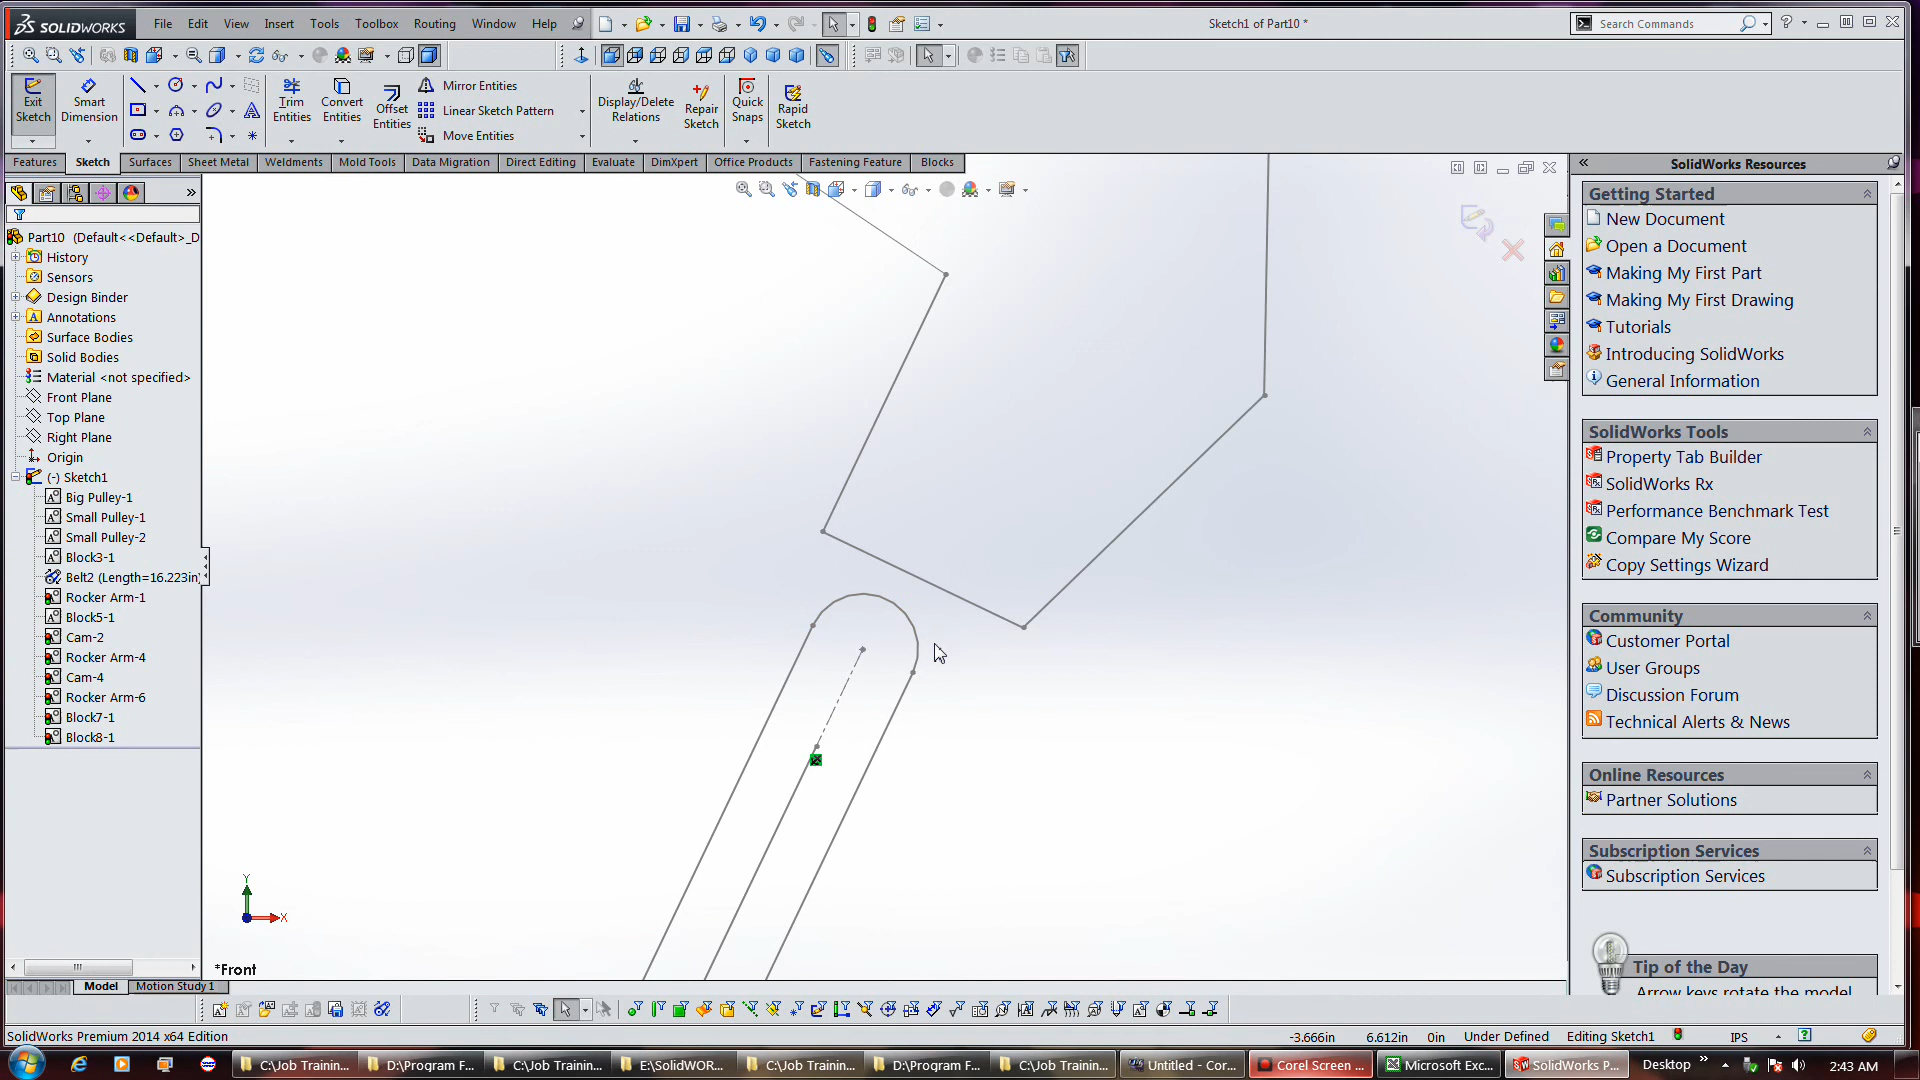 SOLIDWORKS File Edit View Insert Tools Toolbox Routing Window Help Sketch1 of Part10 * Search Commands
Exit Sketch
Smart Dimension
Trim Entities
Convert Entities
Offset Entities
Mirror Entities
Linear Sketch Pattern
Move Entities
Display/Delete Relations
Repair Sketch
Quick Snaps
Rapid Sketch
Features Sketch Surfaces Sheet Metal Weldments Mold Tools Data Migration Direct Editing Evaluate DimXpert Office Products Fastening Feature Blocks
Part10 (Default<<Default>_D
History
Sensors
Design Binder
Annotations
Surface Bodies
Solid Bodies
Material <not specified>
Front Plane
Top Plane
Right Plane
Origin
(-) Sketch1
Big Pulley-1
Small Pulley-1
Small Pulley-2
Block3-1
Belt2 (Length=16.223in)
Rocker Arm-1
Block5-1
Cam-2
Rocker Arm-4
Cam-4
Rocker Arm-6
Block7-1
Block8-1
Y
X
*Front
SolidWorks Resources
Getting Started
New Document
Open a Document
Making My First Part
Making My First Drawing
Tutorials
Introducing SolidWorks
General Information
SolidWorks Tools
Property Tab Builder
SolidWorks Rx
Performance Benchmark Test
Compare My Score
Copy Settings Wizard
Community
Customer Portal
User Groups
Discussion Forum
Technical Alerts & News
Online Resources
Partner Solutions
Subscription Services
Subscription Services
Tip of the Day
Arrow keys rotate the model
Model Motion Study 1
SolidWorks Premium 2014 x64 Edition -3.666in 6.612in 0in Under Defined Editing Sketch1 IPS
C:\Job Trainin... D:\Program F... C:\Job Trainin... E:\SolidWOR... C:\Job Trainin... D:\Program F... C:\Job Trainin... Untitled - Cor... Corel Screen ... Microsoft Exc... SolidWorks P... Desktop 2:43 AM